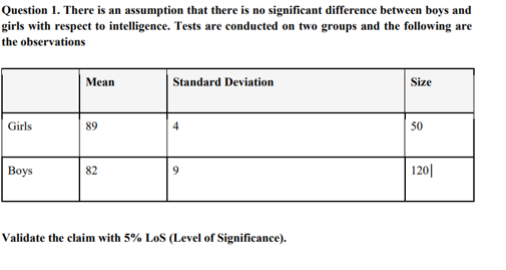 Question 1. There is an assumption that there is no significant difference between boys and
girls with respect to intelligence. Tests are conducted on two groups and the following are
the observations
Mean Standard Deviation Size
Girls 89 4 50
Boys 82 9 120
Validate the claim with 5% LoS (Level of Significance).